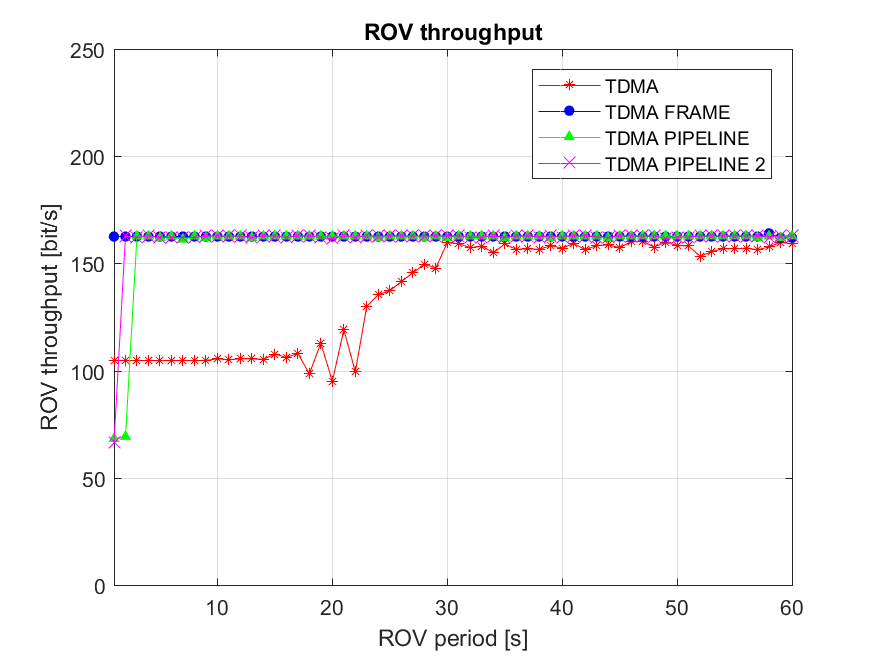 ROV throughput
250
200
150
100
50
0
ROV throughput [bit/s]
TDMA
TDMA FRAME
TDMA PIPELINE
TDMA PIPELINE 2
10 20 30 40 50 60
ROV period [s]